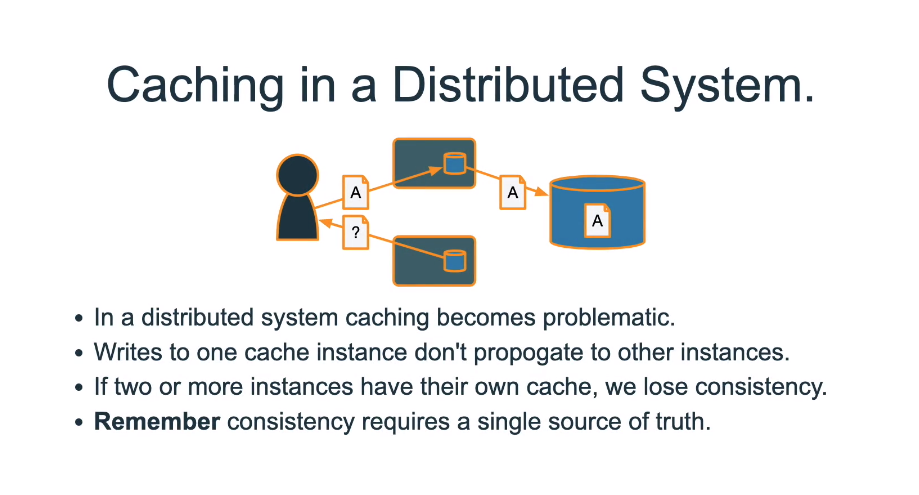 Caching in a Distributed System.
A
A
A
?
• In a distributed system caching becomes problematic.
• Writes to one cache instance don't propogate to other instances.
• If two or more instances have their own cache, we lose consistency.
• Remember consistency requires a single source of truth.